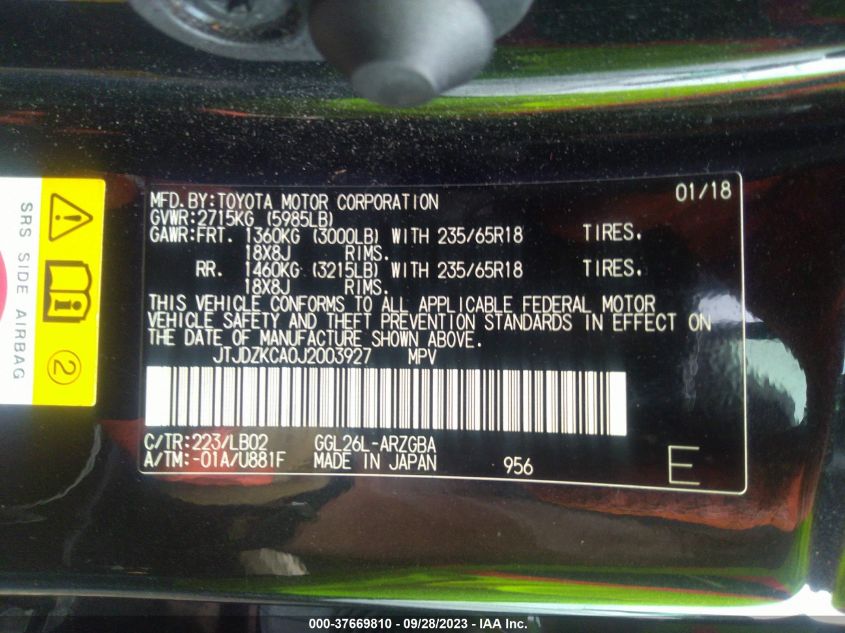 MFD.BY:TOYOTA MOTOR CORPORATION 01/18
GVWR:2715KG (5985LB)
GAWR:FRT. 1360KG (3000LB) WITH 235/65R18 TIRES.
18X8J RIMS.
RR. 1460KG (3215LB) WITH 235/65R18 TIRES.
18X8J RIMS.
THIS VEHICLE CONFORMS TO ALL APPLICABLE FEDERAL MOTOR
VEHICLE SAFETY AND THEFT PREVENTION STANDARDS IN EFFECT ON
THE DATE OF MANUFACTURE SHOWN ABOVE.
JTJDZKCA0J2003927 MPV
C/TR:223/LB02 GGL26L-ARZGBA
A/TM:-01A/U881F MADE IN JAPAN 956 E
SRS SIDE AIRBAG
2
000-37669810 / 09/28/2023 - IAA Inc.